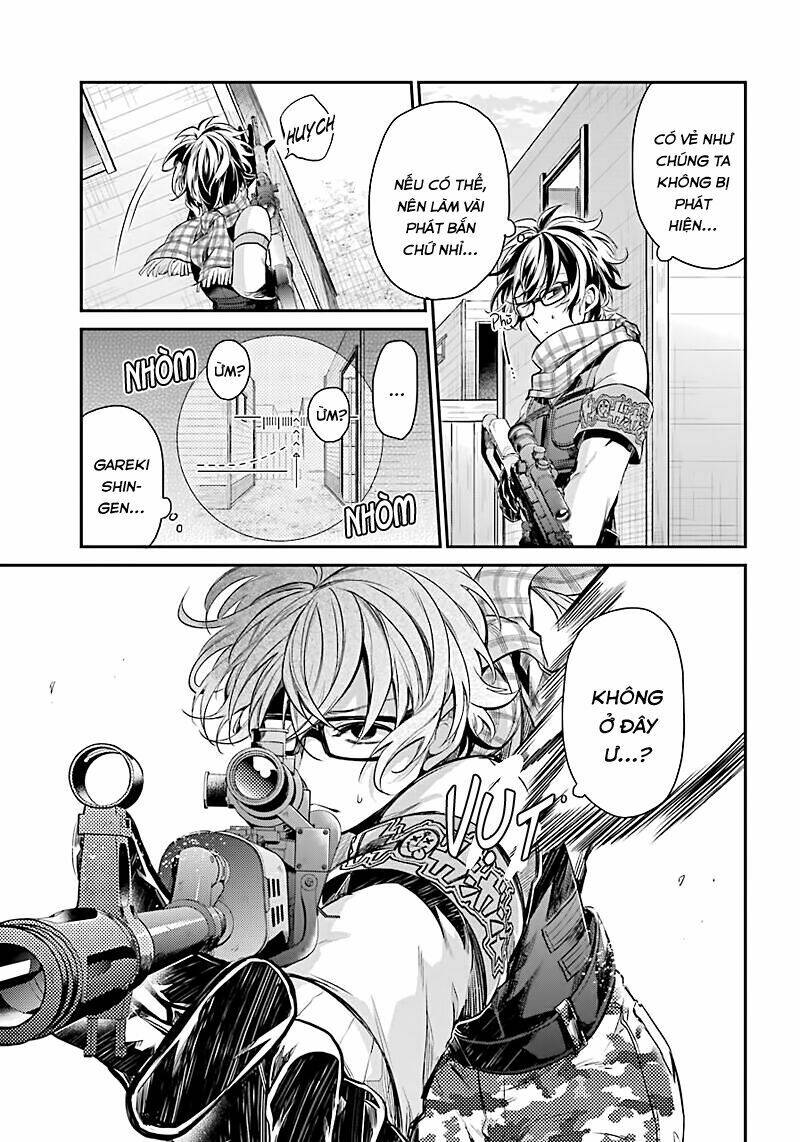 CÓ VẺ NHƯ
CHÚNG TA
KHÔNG BỊ
PHÁT
HIỆN...
NẾU CÓ THỂ,
NÊN LÀM VÀI
PHÁT BẮN
CHỨ NHỈ...
Phù
HUỴCH
...
ỪM?
ỪM?
NHÒM
NHÒM
GAREKI
SHIN-
GEN...
KHÔNG
Ở ĐÂY
Ư...?
VỤT